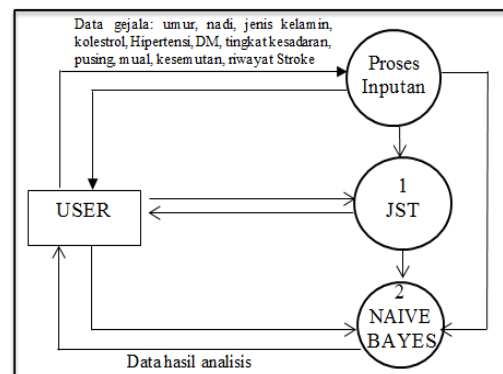 Data gejala: umur, nadi, jenis kelamin,
kolestrol, Hipertensi, DM, tingkat kesadaran,
pusing, mual, kesemutan, riwayat Stroke
Proses
Inputan
USER
1
JST
2
NAIVE
BAYES
Data hasil analisis